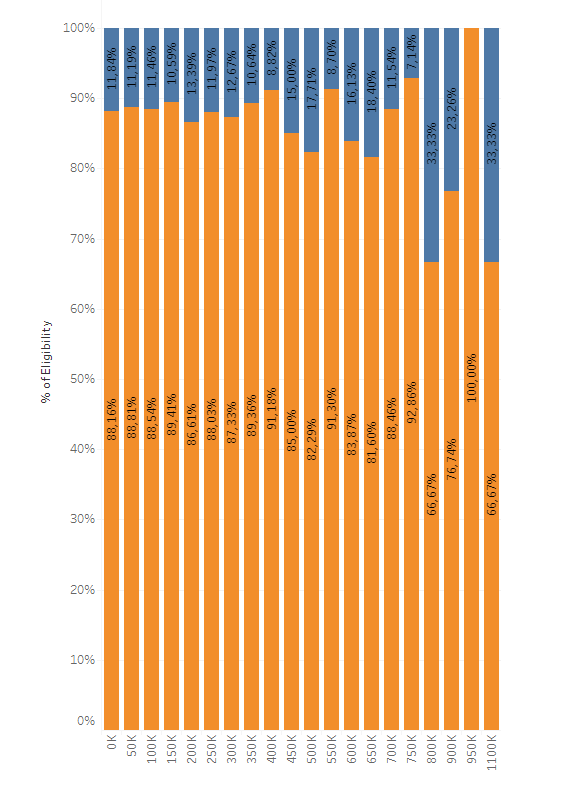 100%
90%
80%
70%
60%
50%
40%
30%
20%
10%
0%
% of Eligibility
11,84%
11,19%
11,46%
10,59%
13,39%
11,97%
12,67%
10,64%
8,82%
15,00%
17,71%
8,70%
16,13%
18,40%
11,54%
7,14%
33,33%
23,26%
33,33%
88,16%
88,81%
88,54%
89,41%
86,61%
88,03%
87,33%
89,36%
91,18%
85,00%
82,29%
91,30%
83,87%
81,60%
88,46%
92,86%
66,67%
76,74%
100,00%
66,67%
0K
50K
100K
150K
200K
250K
300K
350K
400K
450K
500K
550K
600K
650K
700K
750K
800K
900K
950K
1100K